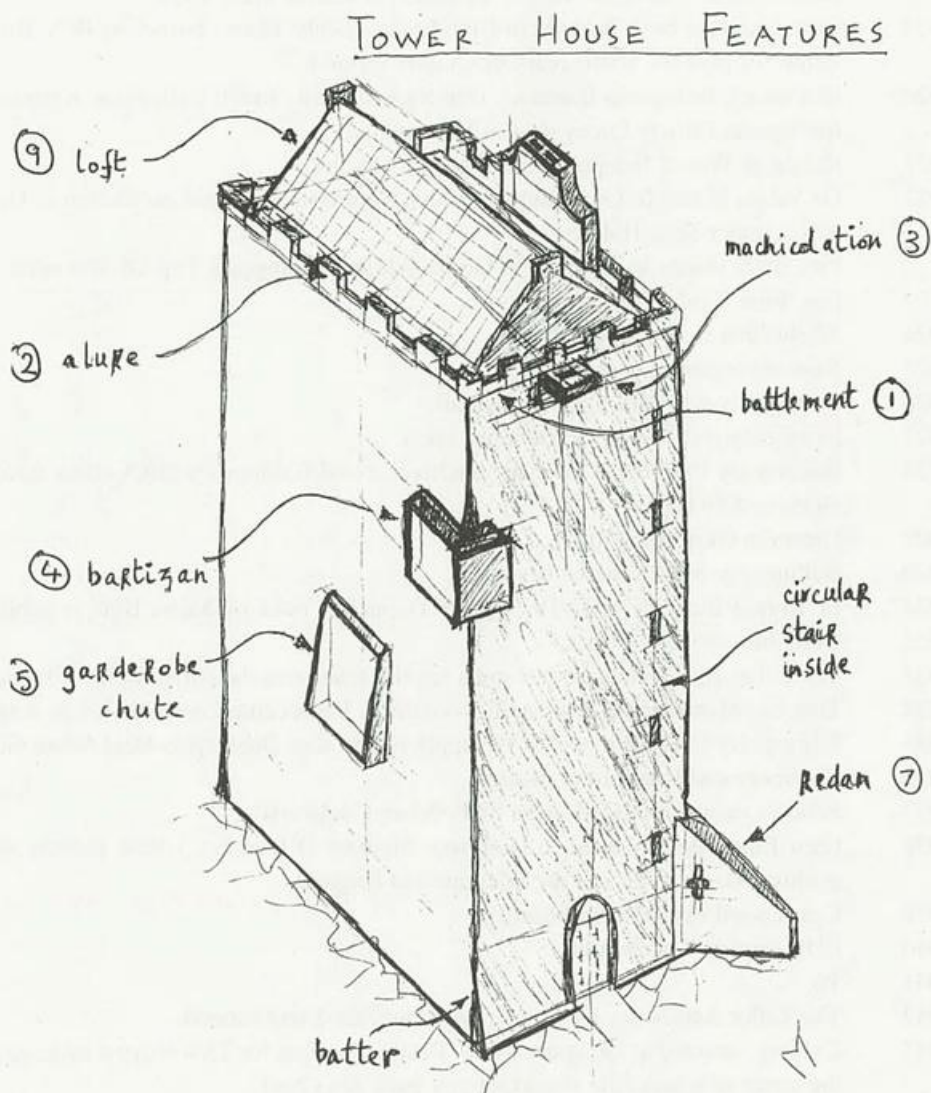 TOWER HOUSE FEATURES
⑨ loft
machicolation ③
② alure
battlement ①
④ bartizan
circular
stair
inside
⑤ garderobe
chute
Redan ⑦
batter